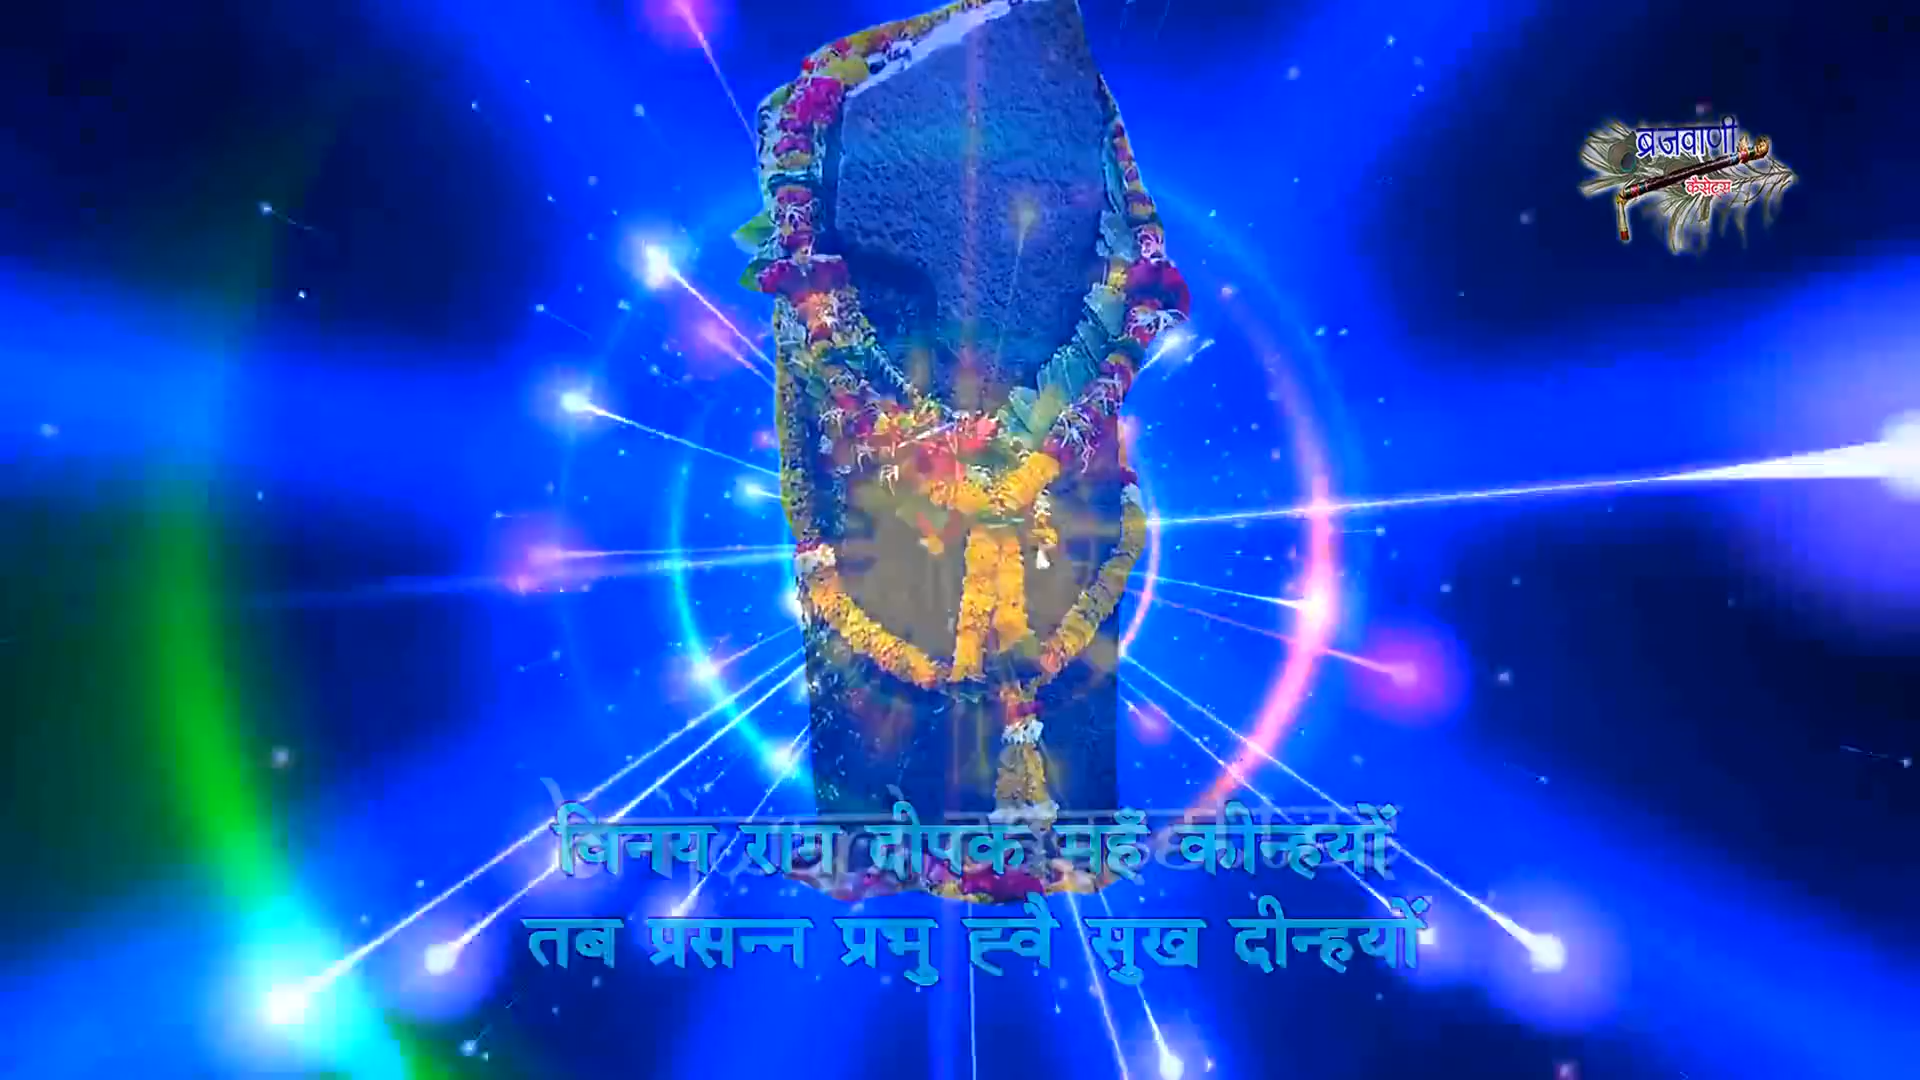 ब्रजवाणी
कैसेट्स
विनय राग दीपक महँ कीन्हयों
तब प्रसन्न प्रभु ह्वै सुख दीन्हयों